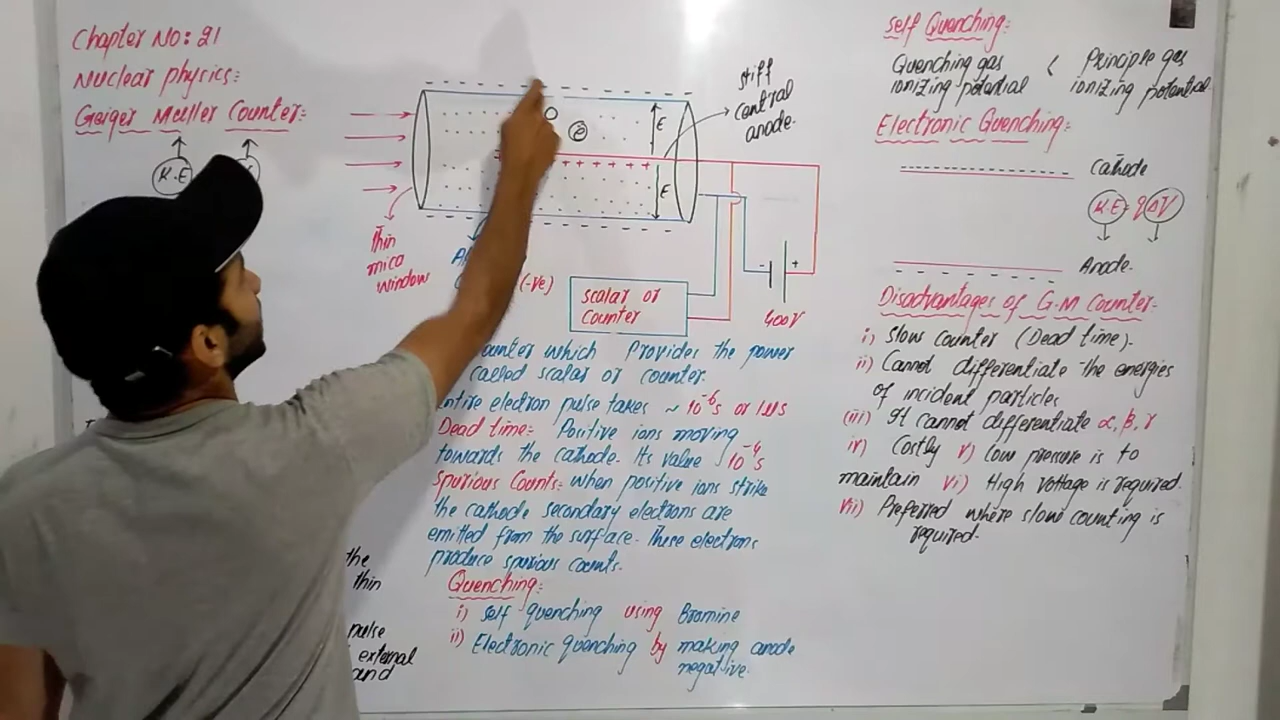 Chapter No: 21
Nuclear physics:
Geiger Muller Counter:
K.E
Thin
mica
window
E
E
e
stiff
central
anode.
(-ve)
- +
400V
scalar or
counter
ounter which Provides the power
called scalar or counter.
Entire electron pulse takes ~ 10⁻⁶s or 1μs
Dead time:- Positive ions moving
towards the cathode. Its value 10⁻⁴s
Spurious Counts:- when positive ions strike
the cathode secondary electrons are
emitted from the surface. These electrons
produce spurious counts.
Quenching:-
i) self quenching using Bromine
ii) Electronic quenching by making anode
negative.
the
thin
pulse
external
and
Self Quenching:-
Quenching gas < Principle gas
ionizing potential ionizing potential
Electronic Quenching:-
Cathode
K.E = qΔV
Anode.
Disadvantages of G.M Counter-
i) Slow counter (Dead time).
ii) Cannot differentiate the energies
of incident particles
(iii) It cannot differentiate α, β, γ
iv) Costly v) Low pressure is to
maintain vi) High Voltage is required.
vii) Preferred where slow counting is
required.